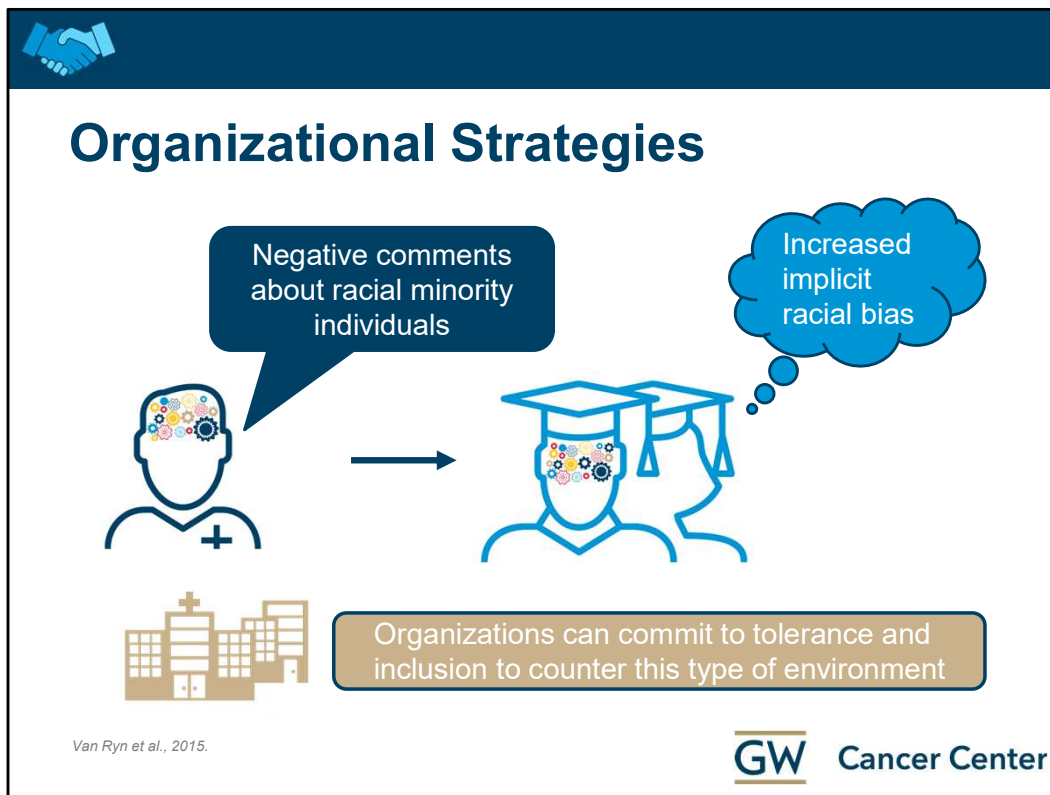 Organizational Strategies
Negative comments
about racial minority
individuals
Increased
implicit
racial bias
Organizations can commit to tolerance and
inclusion to counter this type of environment
Van Ryn et al., 2015.
GW Cancer Center